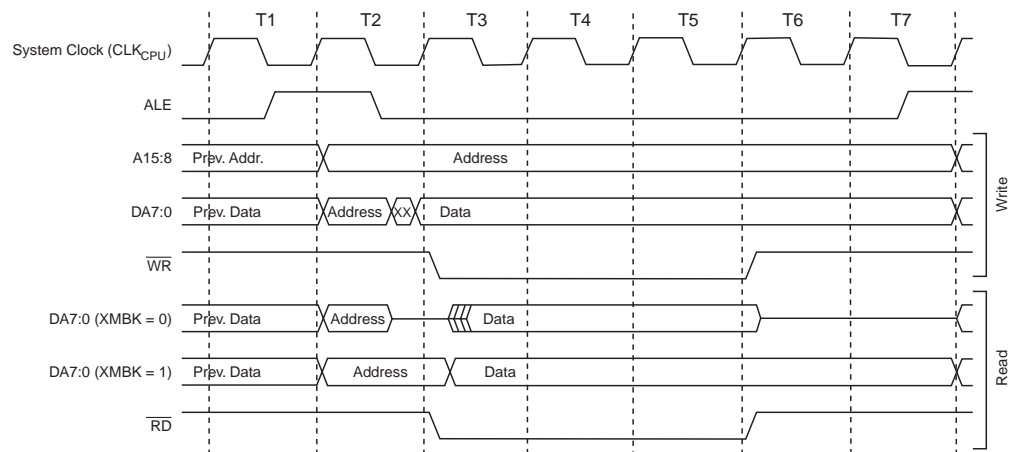 T1 T2 T3 T4 T5 T6 T7
System Clock (CLKCPU)
ALE
A15:8 Prev. Addr. Address
DA7:0 Prev. Data Address XX Data
WR
Write
DA7:0 (XMBK = 0) Prev. Data Address Data
DA7:0 (XMBK = 1) Prev. Data Address Data
RD
Read